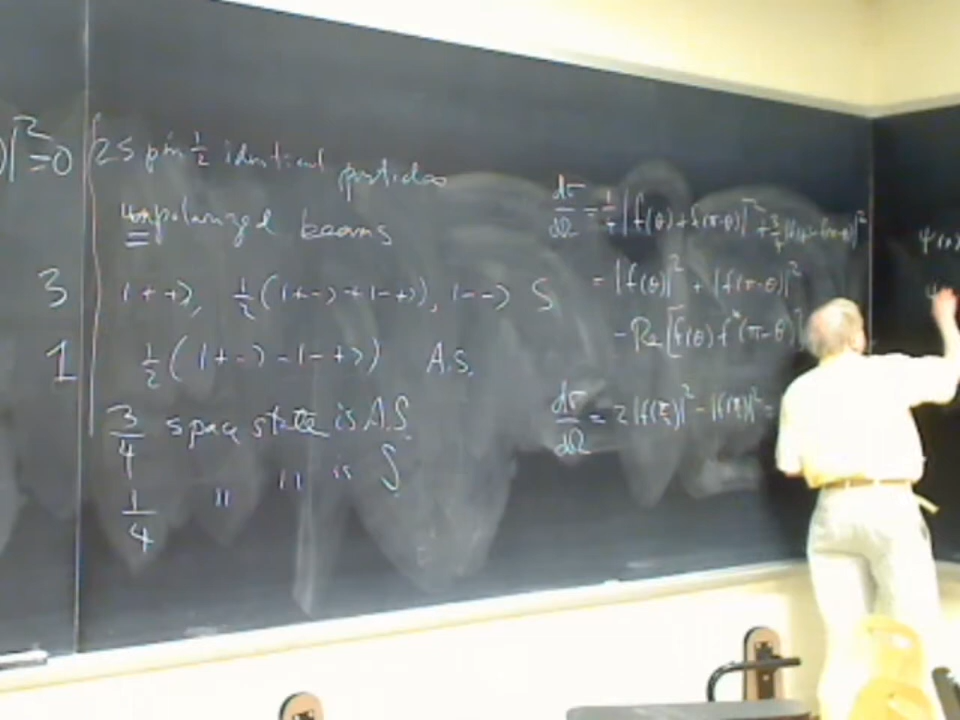 )|²=0
2 Spin ½ identical particles
unpolarized beams
3 |++>, ½(|+-> + |-+>), |--> S
1 ½(|+-> - |-+>) A.S.
3/4 space state is A.S.
1/4 " " is S
dσ/dΩ = 1/4 |f(θ)+f(π-θ)|² + 3/4 |f(θ)-f(π-θ)|²
= |f(θ)|² + |f(π-θ)|²
- Re[f(θ) f*(π-θ)]
dσ/dΩ = 2|f(π/2)|² - |f(π/2)|² =
ψ(